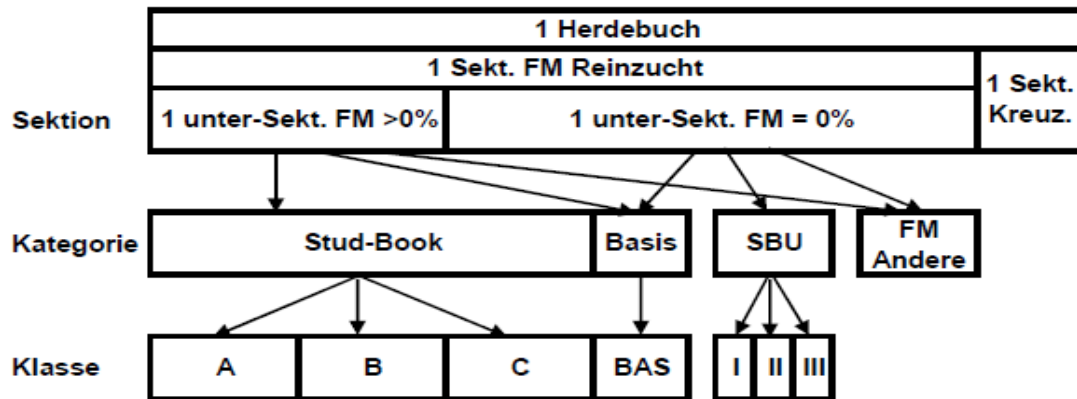 1 Herdebuch
1 Sekt. FM Reinzucht
1 Sekt.
Kreuz.
Sektion
1 unter-Sekt. FM >0%
1 unter-Sekt. FM = 0%
Kategorie
Stud-Book
Basis
SBU
FM
Andere
Klasse
A
B
C
BAS
I
II
III